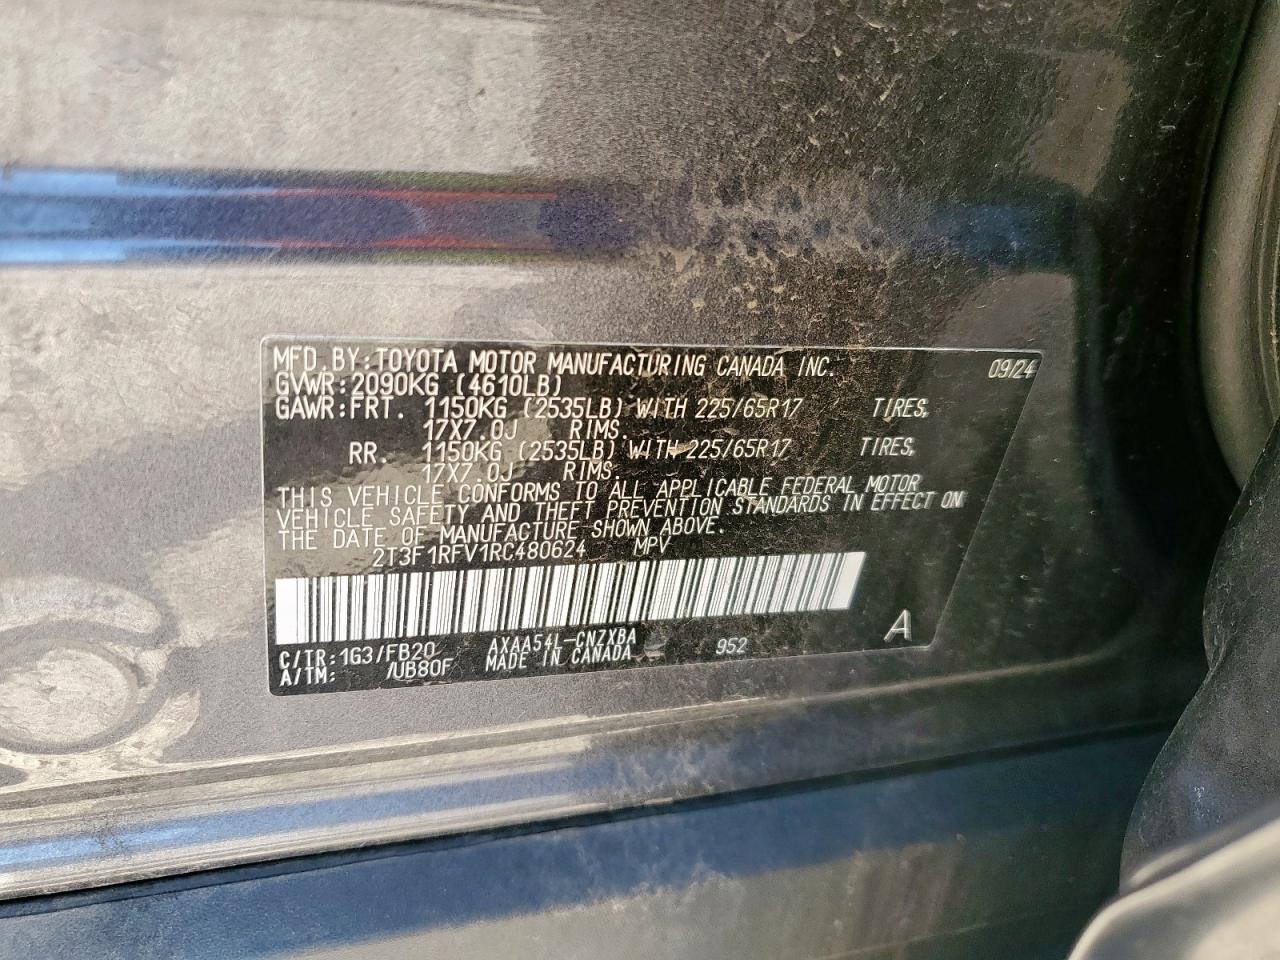 MFD.BY:TOYOTA MOTOR MANUFACTURING CANADA INC. 09/24
GVWR:2090KG (4610LB)
GAWR:FRT. 1150KG (2535LB) WITH 225/65R17 TIRES,
17X7.0J RIMS.
RR. 1150KG (2535LB) WITH 225/65R17 TIRES,
17X7.0J RIMS.
THIS VEHICLE CONFORMS TO ALL APPLICABLE FEDERAL MOTOR
VEHICLE SAFETY AND THEFT PREVENTION STANDARDS IN EFFECT ON
THE DATE OF MANUFACTURE SHOWN ABOVE.
2T3F1RFV1RC480624 MPV
A
C/TR:1G3/FB20 AXAA54L-CNZXBA 952
A/TM: /UB80F MADE IN CANADA